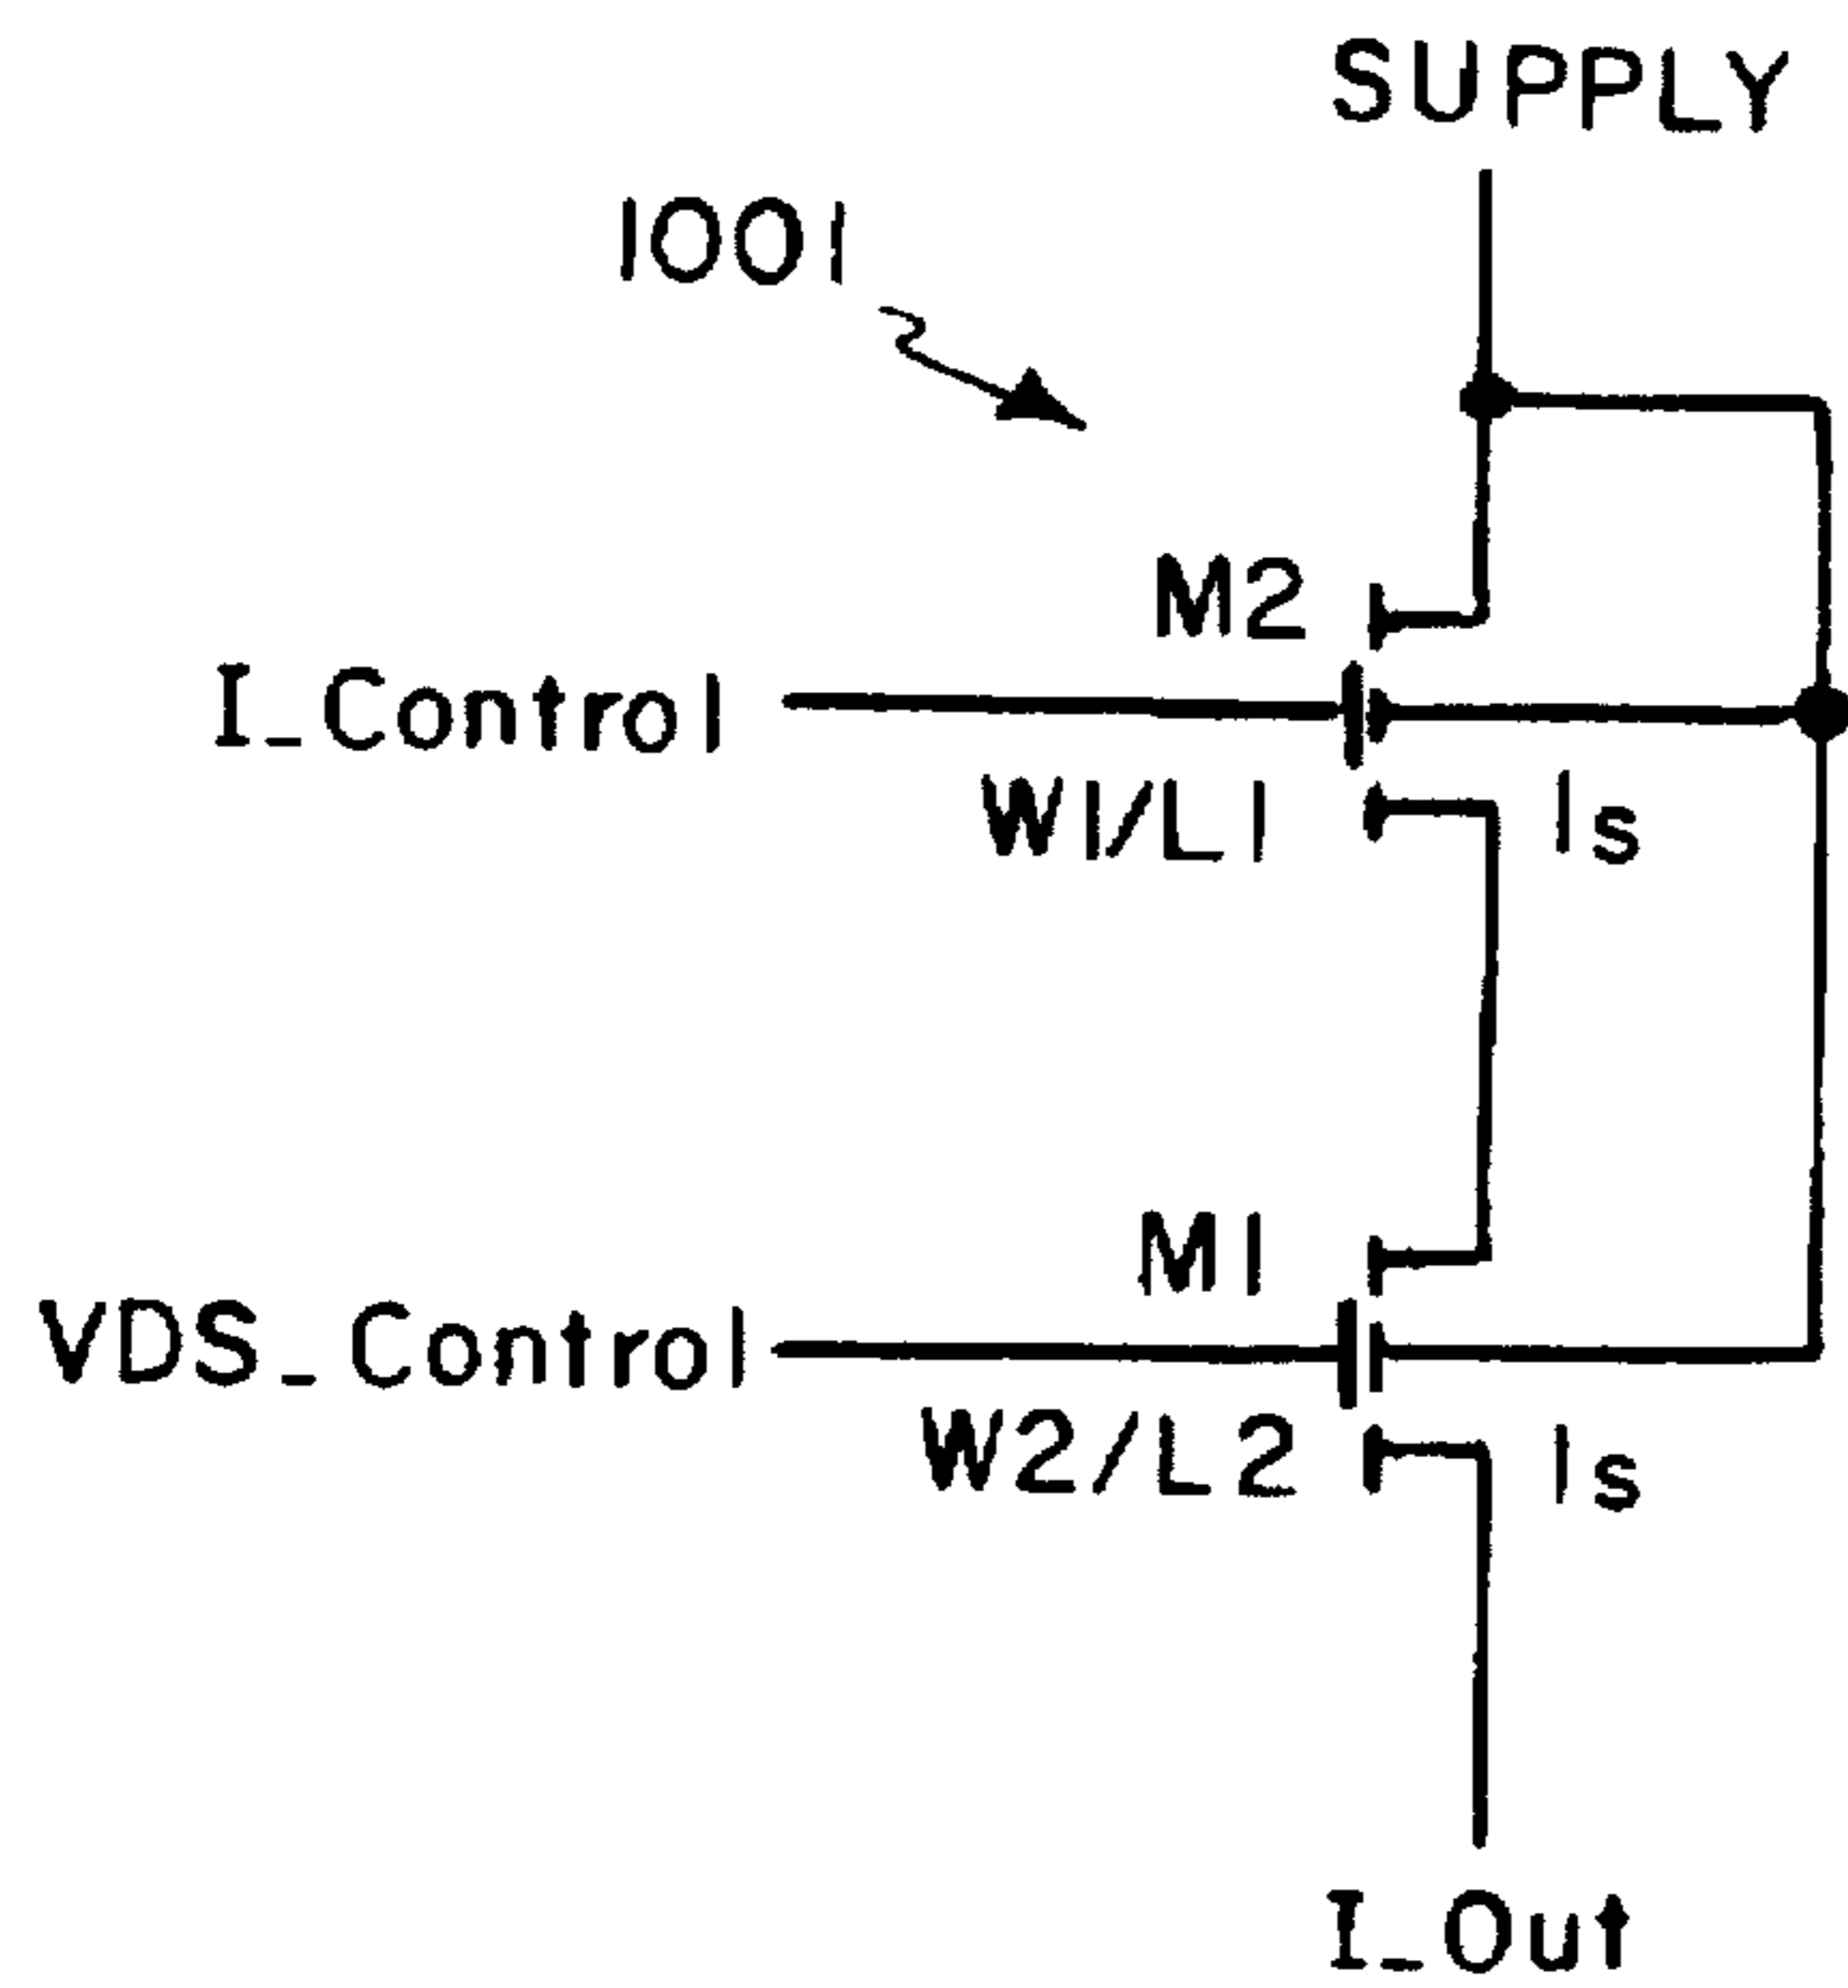 SUPPLY
1001
M2
I_Control
W1/L1
Is
M1
VDS_Control
W2/L2
Is
I_Out